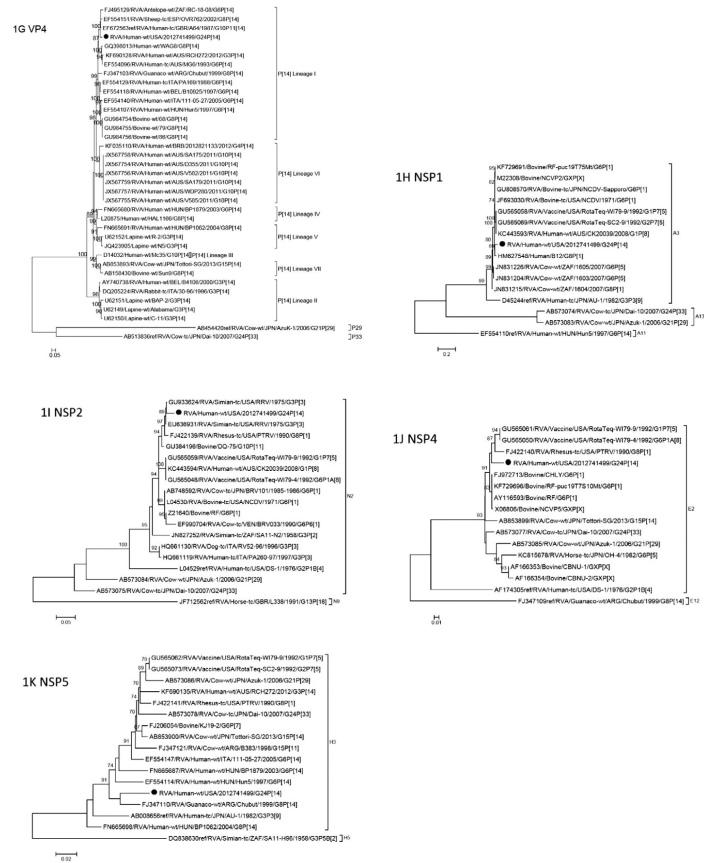 1G VP4
FJ495129/RVA/Antelope-wt/ZAF/RC-18-08/G6P[14]
EF554151/RVA/Sheep-tc/ESP/OVR762/2002/G8P[14]
EF672563ref/RVA/Human-tc/GBR/A64/1987/G10P11[14]
RVA/Human-wt/USA/2012741499/G24P[14]
GQ398013/Human-wt/WAG8/G6P[14]
KF690128/RVA/Human-wt/AUS/RCH272/2012/G3P[14]
EF554096/RVA/Human-tc/AUS/MG6/1993/G6P[14]
FJ347103/RVA/Guanaco-wt/ARG/Chubut/1999/G8P[14]
EF554129/RVA/Human-tc/ITA/PA169/1988/G6P[14]
EF554118/RVA/Human-wt/BEL/B10925/1997/G6P[14]
EF554140/RVA/Human-wt/ITA/111-05-27/2005/G6P[14]
EF554107/RVA/Human-wt/HUN/Hun5/1997/G6P[14]
GU984754/Bovine-wt/68/G8P[14]
GU984755/Bovine-wt/79/G8P[14]
GU984756/Bovine-wt/86/G8P[14]
P[14] Lineage I
KF035110/RVA/Human-wt/BRB/2012821133/2012/G4P[14]
JX567758/RVA/Human-wt/AUS/SA175/2011/G10P[14]
JX567754/RVA/Human-wt/AUS/D355/2011/G10P[14]
JX567756/RVA/Human-wt/AUS/V582/2011/G10P[14]
JX567759/RVA/Human-wt/AUS/SA179/2011/G10P[14]
JX567757/RVA/Human-wt/AUS/WDP280/2011/G10P[14]
JX567755/RVA/Human-wt/AUS/V585/2011/G10P[14]
P[14] Lineage VI
FN665680/RVA/Human-wt/HUN/BP1879/2003/G6P[14]
L20875/Human-wt/HAL1166/G8P[14]
P[14] Lineage IV
FN665691/RVA/Human-wt/HUN/BP1062/2004/G8P[14]
U62152/Lapine-wt/R-2/G3P[14]
JQ423905/Lapine-wt/N5/G3P[14]
P[14] Lineage V
D14032/Human-wt/Mc35/G10P[14]
P[14] Lineage III
AB853893/RVA/Cow-wt/JPN/Tottori-SG/2013/G15P[14]
AB158430/Bovine-wt/Sun9/G8P[14]
P[14] Lineage VII
AY740738/RVA/Human-wt/BEL/B4106/2000/G3P[14]
DQ205224/RVA/Rabbit-tc/ITA/30-96/1996/G3P[14]
U62151/RVA/Lapine-wt/BAP-2/G3P[14]
U62149/RVA/Lapine-wt/Alabama/G3P[14]
U62150/Lapine-wt/C-11/G3P[14]
P[14] Lineage II
AB454420ref/RVA/Cow-wt/JPN/Azuk-1/2006/G21P[29]
P29
AB513836ref/RVA/Cow-tc/JPN/Dai-10/2007/G24P[33]
P33
0.05
1H NSP1
KF729691/Bovine/RF-puc19T75Mt/G6P[1]
M22308/Bovine/NCVP2/GXP[X]
GU808570/RVA/Bovine-tc/JPN/NCDV-Sapporo/G6P[1]
JF693030/RVA/Bovine-tc/USA/NCDV/1971/G6P[1]
GU565058/RVA/Vaccine/USA/RotaTeq-WI79-9/1992/G1P7[5]
GU565069/RVA/Vaccine/USA/RotaTeq-SC2-9/1992/G2P7[5]
KC443593/RVA/Human-wt/AUS/CK20039/2008/G1P[8]
RVA/Human-wt/USA/2012741499/G24P[14]
HM627548/Human/B12/G8P[1]
JN831226/RVA/Cow-wt/ZAF/1605/2007/G6P[5]
JN831204/RVA/Cow-wt/ZAF/1603/2007/G6P[5]
JN831215/RVA/Cow-wt/ZAF/1604/2007/G8P[1]
D45244ref/RVA/Human-tc/JPN/AU-1/1982/G3P3[9]
A3
AB573074/RVA/Cow-tc/JPN/Dai-10/2007/G24P[33]
AB573083/RVA/Cow-wt/JPN/Azuk-1/2006/G21P[29]
A13
EF554110ref/RVA/Human-wt/HUN/Hun5/1997/G6P[14]
A11
0.2
1I NSP2
GU933624/RVA/Simian-tc/USA/RRV/1975/G3P[3]
RVA/Human-wt/USA/2012741499/G24P[14]
EU636931/RVA/Simian-tc/USA/RRV/1975/G3P[3]
FJ422139/RVA/Rhesus-tc/USA/PTRV/1990/G8P[1]
GU384196/Bovine/DQ-75/G10P[11]
GU565059/RVA/Vaccine/USA/RotaTeq-WI79-9/1992/G1P7[5]
KC443594/RVA/Human-wt/AUS/CK20039/2008/G1P[8]
GU565048/RVA/Vaccine/USA/RotaTeq-WI79-4/1992/G6P1A[8]
AB748592/RVA/Cow-tc/JPN/BRV101/1985-1986/G6P[1]
L04530/RVA/Bovine-tc/USA/NCDV/1971/G6P[1]
Z21640/Bovine/RF/G6P[1]
EF990704/RVA/Cow-tc/VEN/BRV033/1990/G6P6[1]
JN827252/RVA/Simian-tc/ZAF/SA11-N2/1958/G3P[2]
HQ661130/RVA/Dog-tc/ITA/RV52-96/1996/G3P[3]
HQ661119/RVA/Human-tc/ITA/PA260-97/1997/G3P[3]
L04529ref/RVA/Human-tc/USA/DS-1/1976/G2P1B[4]
AB573084/RVA/Cow-wt/JPN/Azuk-1/2006/G21P[29]
AB573075/RVA/Cow-tc/JPN/Dai-10/2007/G24P[33]
N2
JF712562ref/RVA/Horse-tc/GBR/L338/1991/G13P[18]
N9
0.05
1J NSP4
GU565061/RVA/Vaccine/USA/RotaTeq-WI79-9/1992/G1P7[5]
GU565050/RVA/Vaccine/USA/RotaTeq-WI79-4/1992/G6P1A[8]
FJ422140/RVA/Rhesus-tc/USA/PTRV/1990/G8P[1]
RVA/Human-wt/USA/2012741499/G24P[14]
FJ972713/Bovine/CHLY/G6P[1]
KF729696/Bovine/RF-puc19T7S10Mt/G6P[1]
AY116593/Bovine/RF/G6P[1]
X06806/Bovine/NCVP5/GXP[X]
AB853899/RVA/Cow-wt/JPN/Tottori-SG/2013/G15P[14]
AB573077/RVA/Cow-tc/JPN/Dai-10/2007/G24P[33]
AB573085/RVA/Cow-wt/JPN/Azuk-1/2006/G21P[29]
KC815678/RVA/Horse-tc/JPN/OH-4/1982/G6P[5]
AF166353/RVA/Bovine/CBNU-1/GXP[X]
AF166354/RVA/Bovine/CBNU-2/GXP[X]
AF174305ref/RVA/Human-tc/USA/DS-1/1976/G2P1B[4]
E2
FJ347109ref/RVA/Guanaco-wt/ARG/Chubut/1999/G8P[14]
E12
0.01
1K NSP5
GU565062/RVA/Vaccine/USA/RotaTeq-WI79-9/1992/G1P7[5]
GU565073/RVA/Vaccine/USA/RotaTeq-SC2-9/1992/G2P7[5]
AB573086/RVA/Cow-wt/JPN/Azuk-1/2006/G21P[29]
KF690135/RVA/Human-wt/AUS/RCH272/2012/G3P[14]
FJ422141/RVA/Rhesus-tc/USA/PTRV/1990/G8P[1]
AB573078/RVA/Cow-tc/JPN/Dai-10/2007/G24P[33]
FJ206054/Bovine/KJ19-2/G6P[7]
AB853900/RVA/Cow-wt/JPN/Tottori-SG/2013/G15P[14]
FJ347121/RVA/Cow-wt/ARG/B383/1998/G15P[11]
EF554147/RVA/Human-wt/ITA/111-05-27/2005/G6P[14]
FN665687/RVA/Human-wt/HUN/BP1879/2003/G6P[14]
EF554114/RVA/Human-wt/HUN/Hun5/1997/G6P[14]
RVA/Human-wt/USA/2012741499/G24P[14]
FJ347110/RVA/Guanaco-wt/ARG/Chubut/1999/G8P[14]
AB008656ref/RVA/Human-tc/JPN/AU-1/1982/G3P3[9]
FN665698/RVA/Human-wt/HUN/BP1062/2004/G8P[14]
H3
DQ838630ref/RVA/Simian-tc/ZAF/SA11-H96/1958/G3P5B[2]
H5
0.02